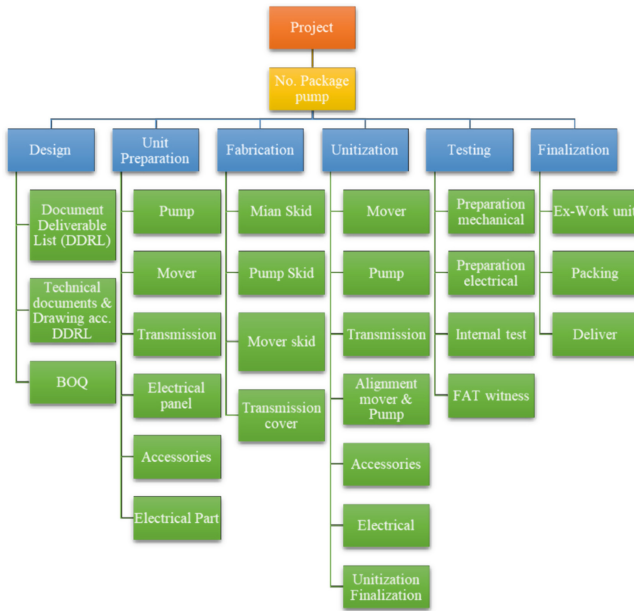 Project
No. Package
pump
Design
Unit
Preparation
Fabrication
Unitization
Testing
Finalization
Document
Deliverable
List (DDRL)
Technical
documents &
Drawing acc.
DDRL
BOQ
Pump
Mover
Transmission
Electrical
panel
Accessories
Electrical Part
Mian Skid
Pump Skid
Mover skid
Transmission
cover
Mover
Pump
Transmission
Alignment
mover &
Pump
Accessories
Electrical
Unitization
Finalization
Preparation
mechanical
Preparation
electrical
Internal test
FAT witness
Ex-Work unit
Packing
Deliver